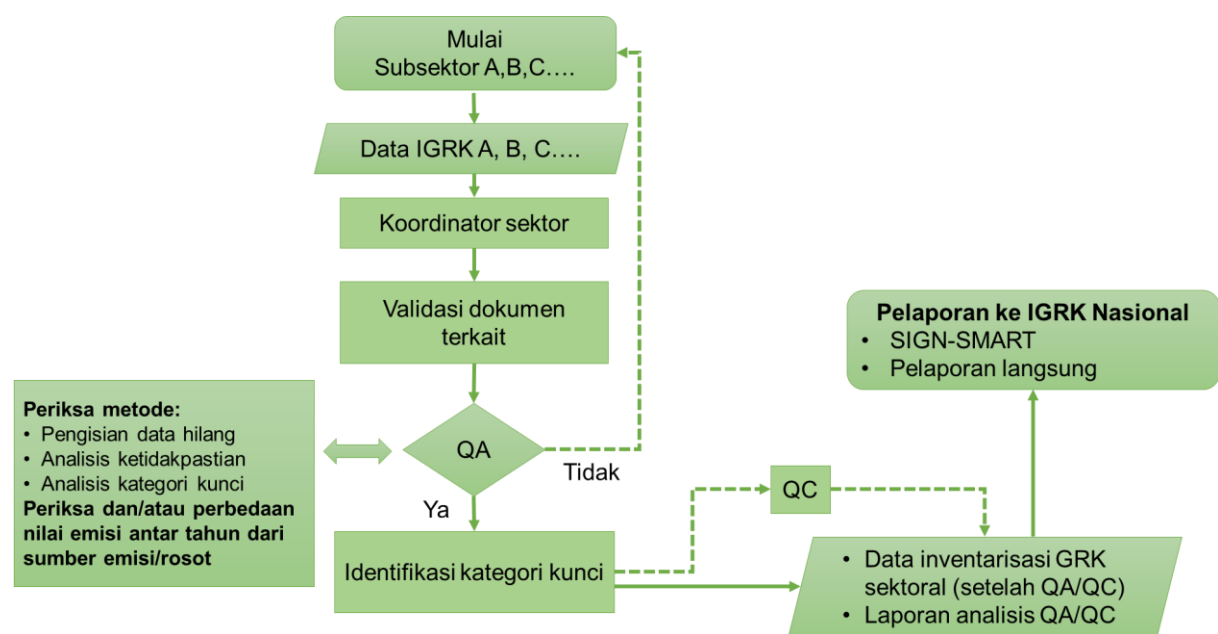 Mulai
Subsektor A,B,C….
Data IGRK A, B, C….
Koordinator sektor
Validasi dokumen
terkait
QA
Tidak
Ya
Periksa metode:
• Pengisian data hilang
• Analisis ketidakpastian
• Analisis kategori kunci
Periksa dan/atau perbedaan
nilai emisi antar tahun dari
sumber emisi/rosot
Identifikasi kategori kunci
QC
• Data inventarisasi GRK
sektoral (setelah QA/QC)
• Laporan analisis QA/QC
Pelaporan ke IGRK Nasional
• SIGN-SMART
• Pelaporan langsung